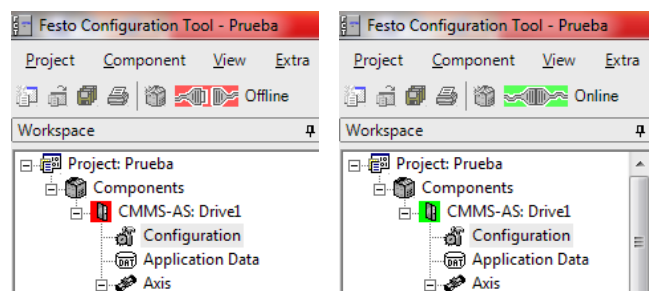 Festo Configuration Tool - Prueba
Project Component View Extra
Offline
Workspace
Project: Prueba
Components
CMMS-AS: Drive1
Configuration
DAT Application Data
Axis
Festo Configuration Tool - Prueba
Project Component View Extra
Online
Workspace
Project: Prueba
Components
CMMS-AS: Drive1
Configuration
DAT Application Data
Axis